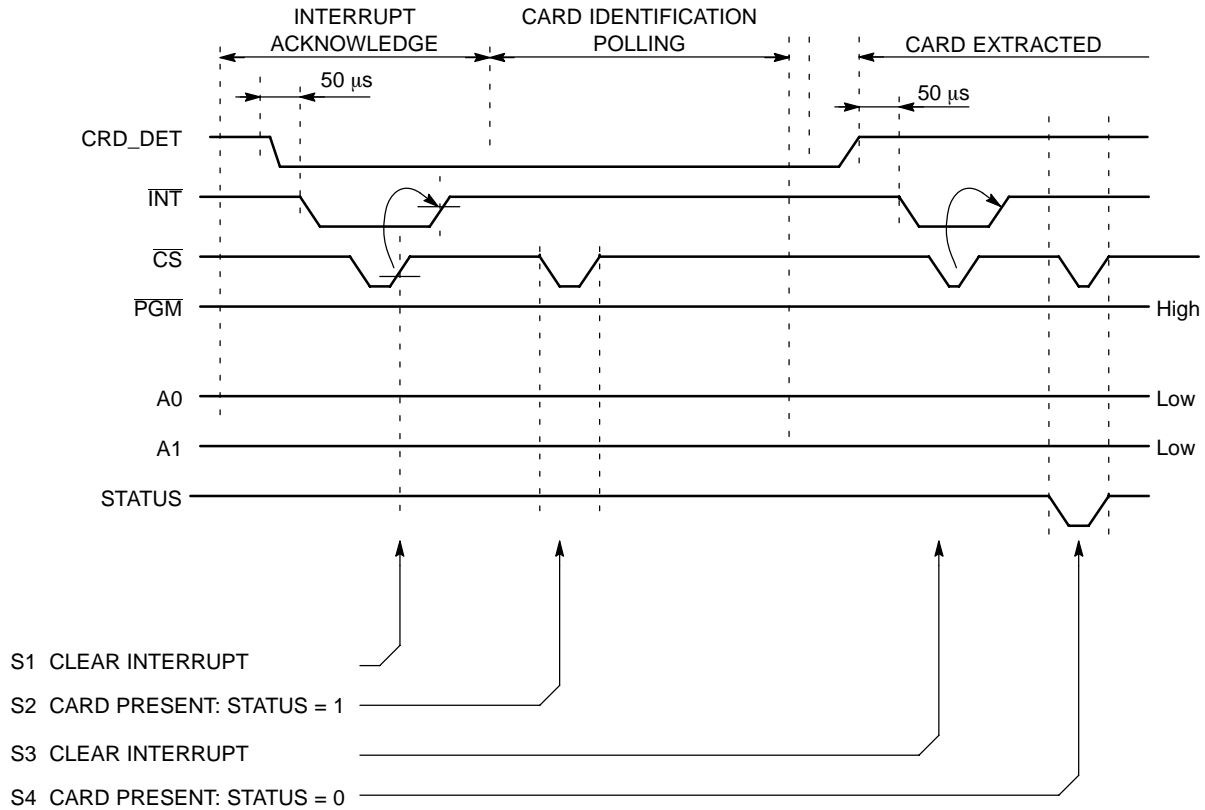 INTERRUPT
ACKNOWLEDGE
CARD IDENTIFICATION
POLLING
CARD EXTRACTED
50 μs
50 μs
CRD_DET
INT
CS
PGM
High
A0
Low
A1
Low
STATUS
S1 CLEAR INTERRUPT
S2 CARD PRESENT: STATUS = 1
S3 CLEAR INTERRUPT
S4 CARD PRESENT: STATUS = 0